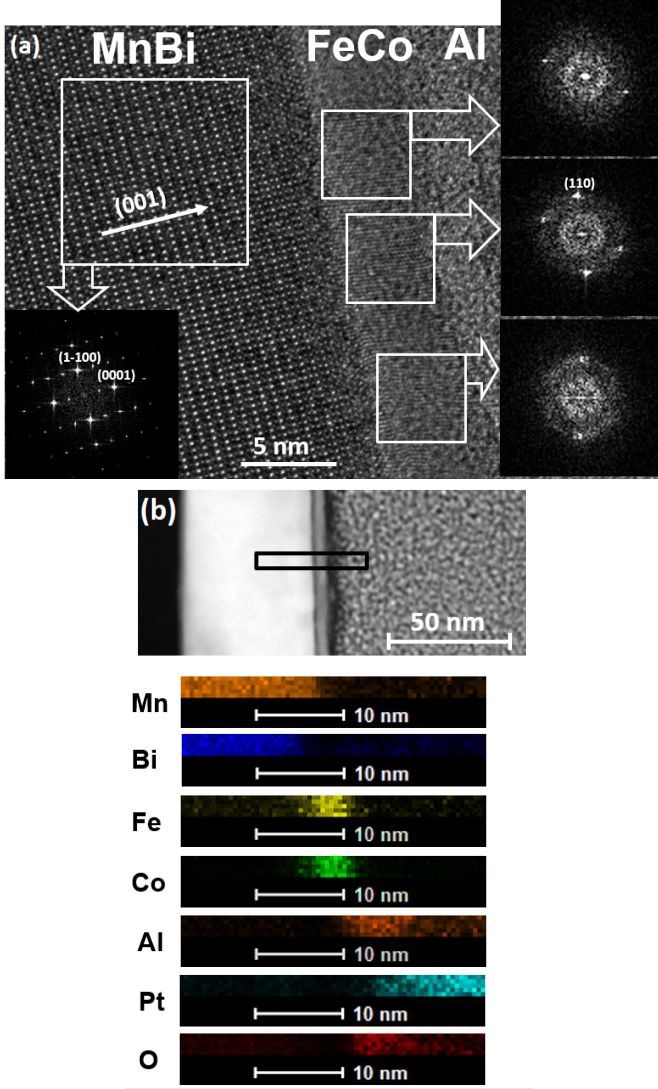 (a) MnBi FeCo Al
(110)
(001)
(1-100)
(0001)
5 nm
(b)
50 nm
Mn
10 nm
Bi
10 nm
Fe
10 nm
Co
10 nm
Al
10 nm
Pt
10 nm
O
10 nm